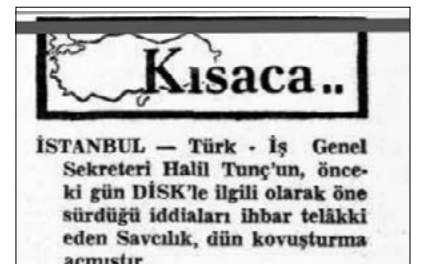 Kısaca..
İSTANBUL — Türk - İş Genel
Sekreteri Halil Tunç'un, önce-
ki gün DİSK'le ilgili olarak öne
sürdüğü iddiaları ihbar telâkki
eden Savcılık, dün kovuşturma
açmıştır